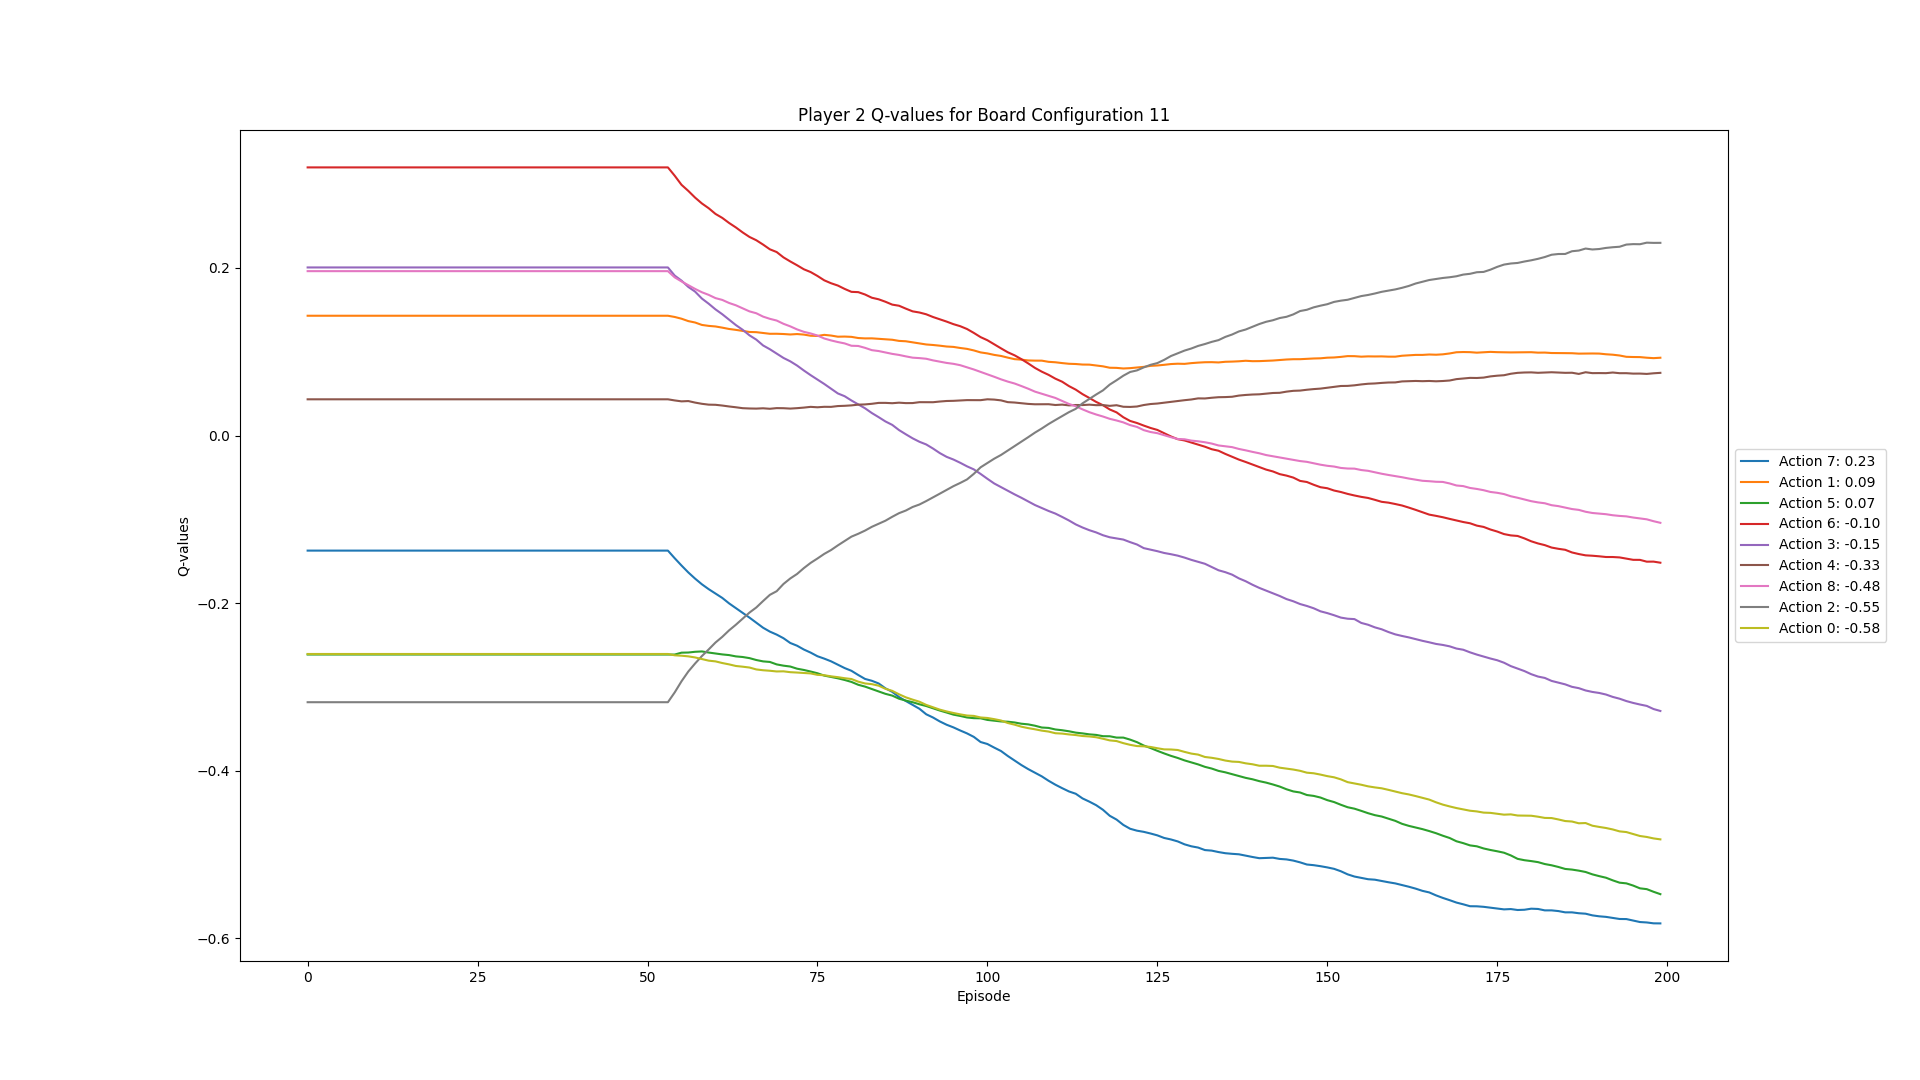 Player 2 Q-values for Board Configuration 11
0.2
0.0
−0.2
−0.4
−0.6
Q-values
0 25 50 75 100 125 150 175 200
Episode
Action 7: 0.23
Action 1: 0.09
Action 5: 0.07
Action 6: -0.10
Action 3: -0.15
Action 4: -0.33
Action 8: -0.48
Action 2: -0.55
Action 0: -0.58